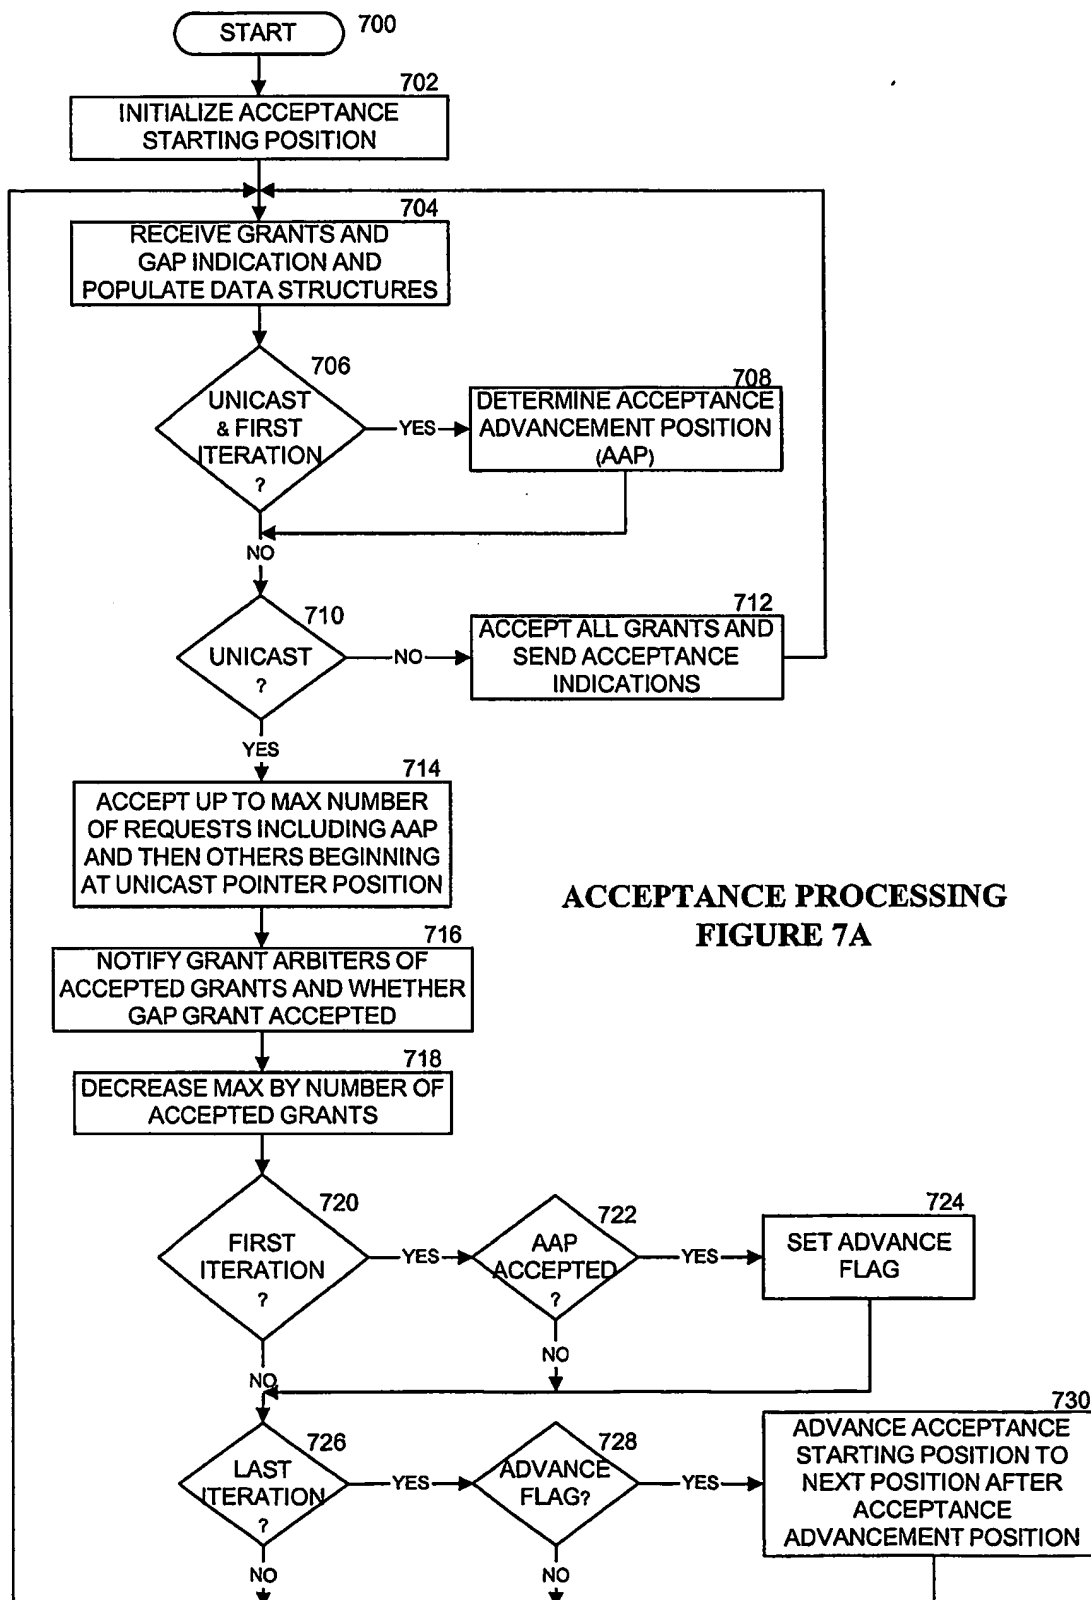 START
700
702
INITIALIZE ACCEPTANCE
STARTING POSITION
704
RECEIVE GRANTS AND
GAP INDICATION AND
POPULATE DATA STRUCTURES
706
UNICAST
& FIRST
ITERATION
?
YES
708
DETERMINE ACCEPTANCE
ADVANCEMENT POSITION
(AAP)
NO
710
UNICAST
?
NO
712
ACCEPT ALL GRANTS AND
SEND ACCEPTANCE
INDICATIONS
YES
714
ACCEPT UP TO MAX NUMBER
OF REQUESTS INCLUDING AAP
AND THEN OTHERS BEGINNING
AT UNICAST POINTER POSITION
ACCEPTANCE PROCESSING
FIGURE 7A
716
NOTIFY GRANT ARBITERS OF
ACCEPTED GRANTS AND WHETHER
GAP GRANT ACCEPTED
718
DECREASE MAX BY NUMBER OF
ACCEPTED GRANTS
720
FIRST
ITERATION
?
YES
722
AAP
ACCEPTED
?
YES
724
SET ADVANCE
FLAG
NO
NO
726
LAST
ITERATION
?
YES
728
ADVANCE
FLAG?
YES
730
ADVANCE ACCEPTANCE
STARTING POSITION TO
NEXT POSITION AFTER
ACCEPTANCE
ADVANCEMENT POSITION
NO
NO